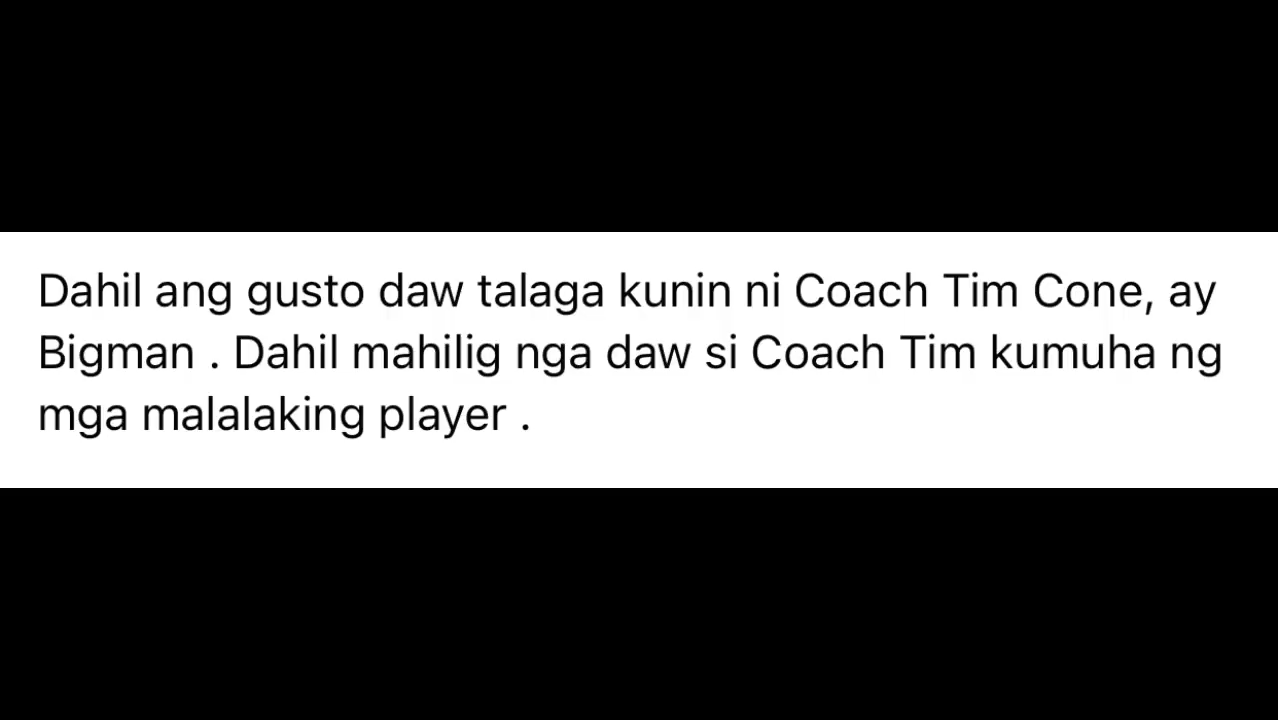 Dahil ang gusto daw talaga kunin ni Coach Tim Cone, ay
Bigman . Dahil mahilig nga daw si Coach Tim kumuha ng
mga malalaking player .